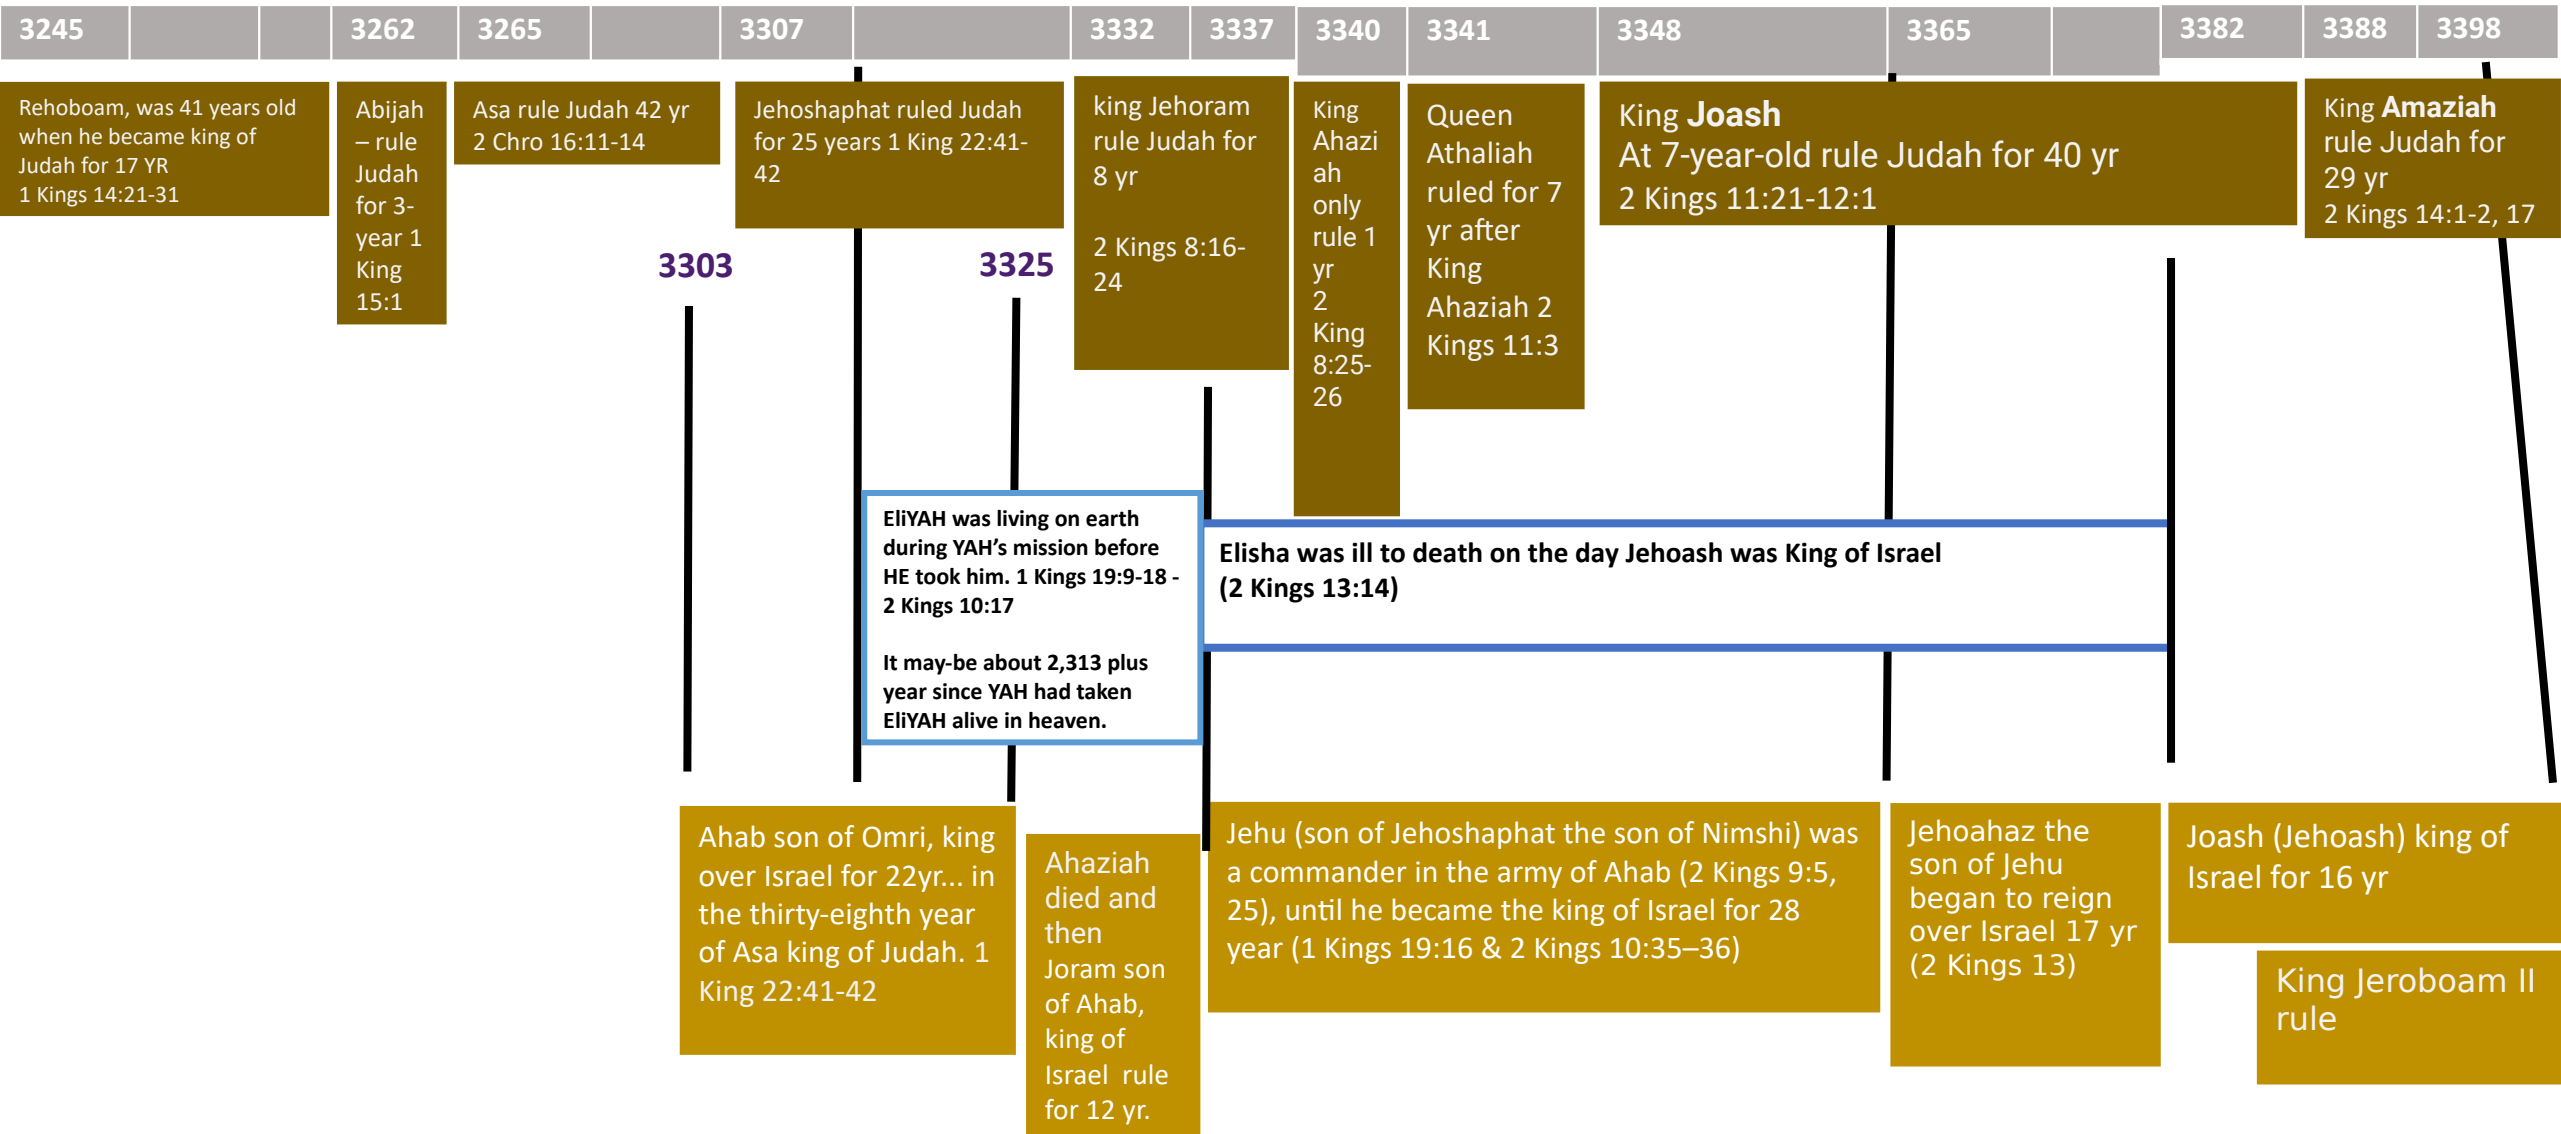 3245 3262 3265 3307 3332 3337 3340 3341 3348 3365 3382 3388 3398
Rehoboam, was 41 years old
when he became king of
Judah for 17 YR
1 Kings 14:21-31
Abijah
– rule
Judah
for 3-
year 1
King
15:1
Asa rule Judah 42 yr
2 Chro 16:11-14
Jehoshaphat ruled Judah
for 25 years 1 King 22:41-
42
king Jehoram
rule Judah for
8 yr
2 Kings 8:16-
24
King
Ahazi
ah
only
rule 1
yr
2
King
8:25-
26
Queen
Athaliah
ruled for 7
yr after
King
Ahaziah 2
Kings 11:3
King Joash
At 7-year-old rule Judah for 40 yr
2 Kings 11:21-12:1
King Amaziah
rule Judah for
29 yr
2 Kings 14:1-2, 17
3303
3325
EliYAH was living on earth
during YAH’s mission before
HE took him. 1 Kings 19:9-18 -
2 Kings 10:17
It may-be about 2,313 plus
year since YAH had taken
EliYAH alive in heaven.
Elisha was ill to death on the day Jehoash was King of Israel
(2 Kings 13:14)
Ahab son of Omri, king
over Israel for 22yr... in
the thirty-eighth year
of Asa king of Judah. 1
King 22:41-42
Ahaziah
died and
then
Joram son
of Ahab,
king of
Israel rule
for 12 yr.
Jehu (son of Jehoshaphat the son of Nimshi) was
a commander in the army of Ahab (2 Kings 9:5,
25), until he became the king of Israel for 28
year (1 Kings 19:16 & 2 Kings 10:35–36)
Jehoahaz the
son of Jehu
began to reign
over Israel 17 yr
(2 Kings 13)
Joash (Jehoash) king of
Israel for 16 yr
King Jeroboam II
rule